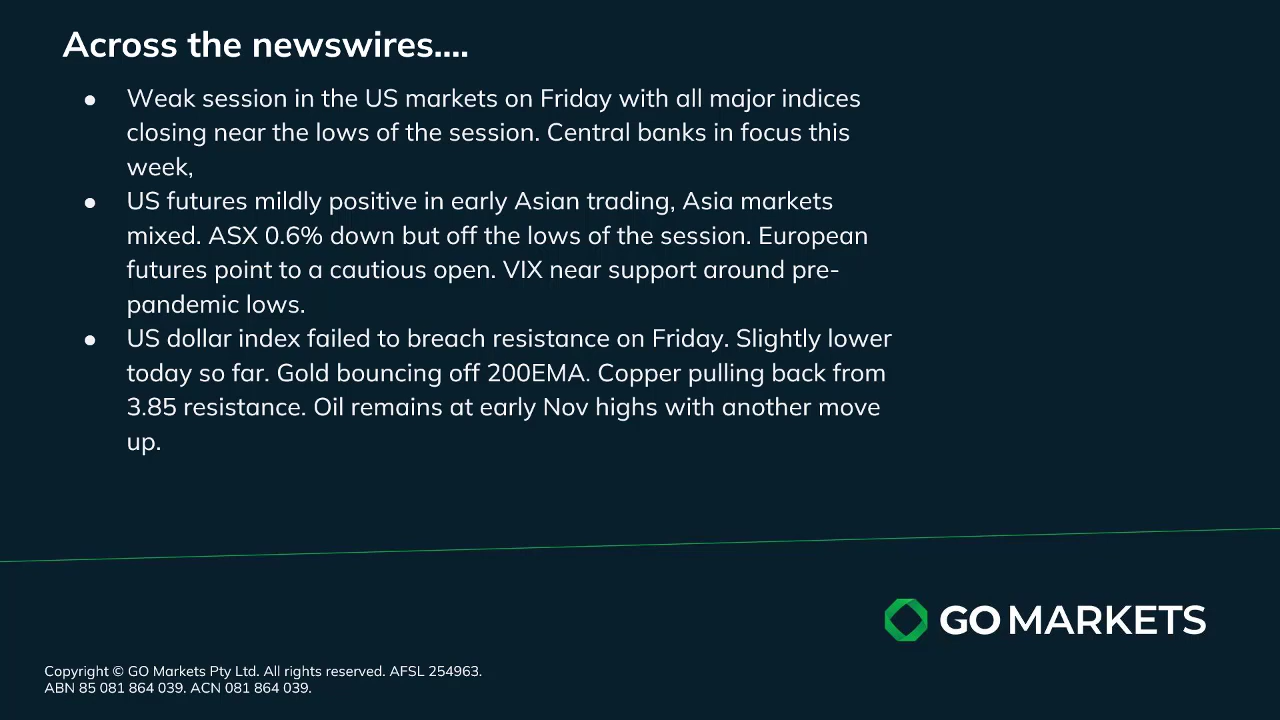 Across the newswires....
● Weak session in the US markets on Friday with all major indices
closing near the lows of the session. Central banks in focus this
week,
● US futures mildly positive in early Asian trading, Asia markets
mixed. ASX 0.6% down but off the lows of the session. European
futures point to a cautious open. VIX near support around pre-
pandemic lows.
● US dollar index failed to breach resistance on Friday. Slightly lower
today so far. Gold bouncing off 200EMA. Copper pulling back from
3.85 resistance. Oil remains at early Nov highs with another move
up.
GO MARKETS
Copyright © GO Markets Pty Ltd. All rights reserved. AFSL 254963.
ABN 85 081 864 039. ACN 081 864 039.